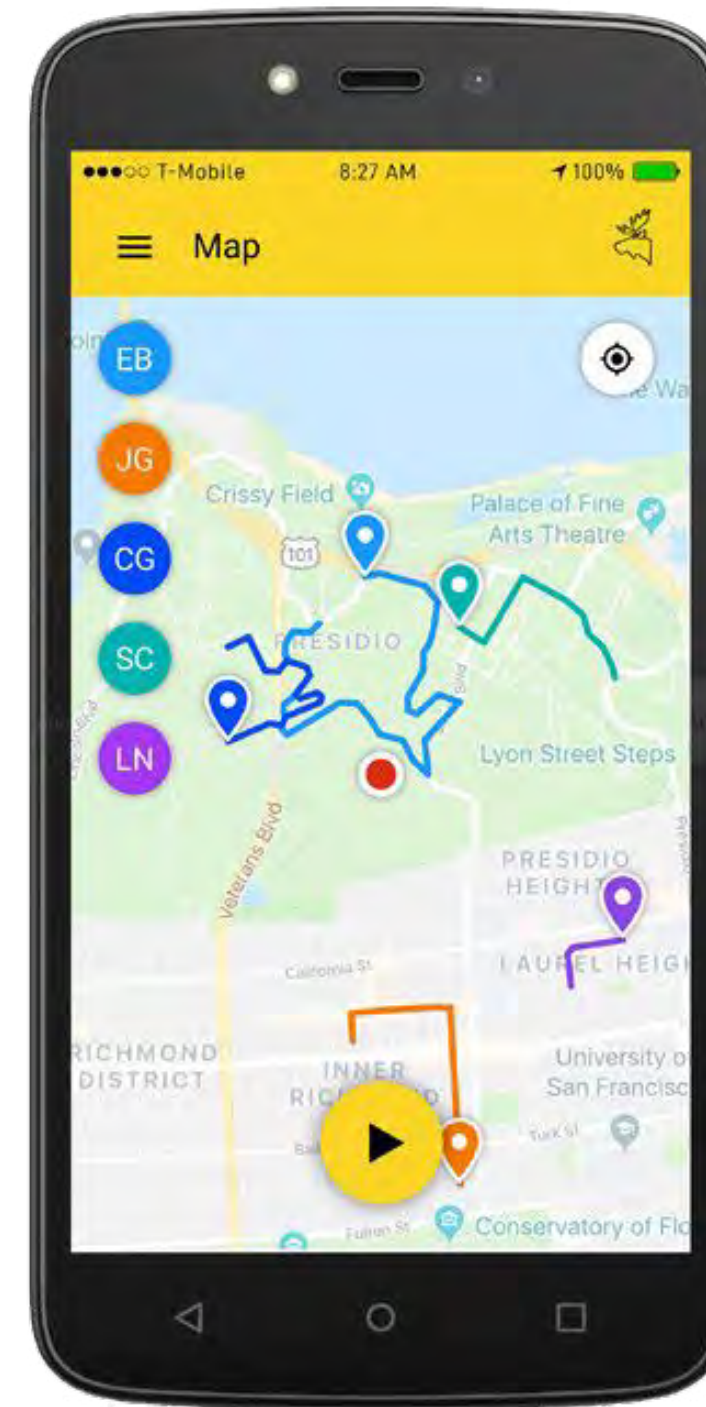 T-Mobile 8:27 AM 100%
Map
EB
JG
CG
SC
LN
Crissy Field
Palace of Fine
Arts Theatre
101
PRESIDIO
Blvd
Lyon Street Steps
Veterans Blvd
PRESIDIO
HEIGHT
California St
LAUREL HEIG
RICHMOND
DISTRICT
INNER
University o
San Francisc
Turk St
Fulton St
Conservatory of Flo